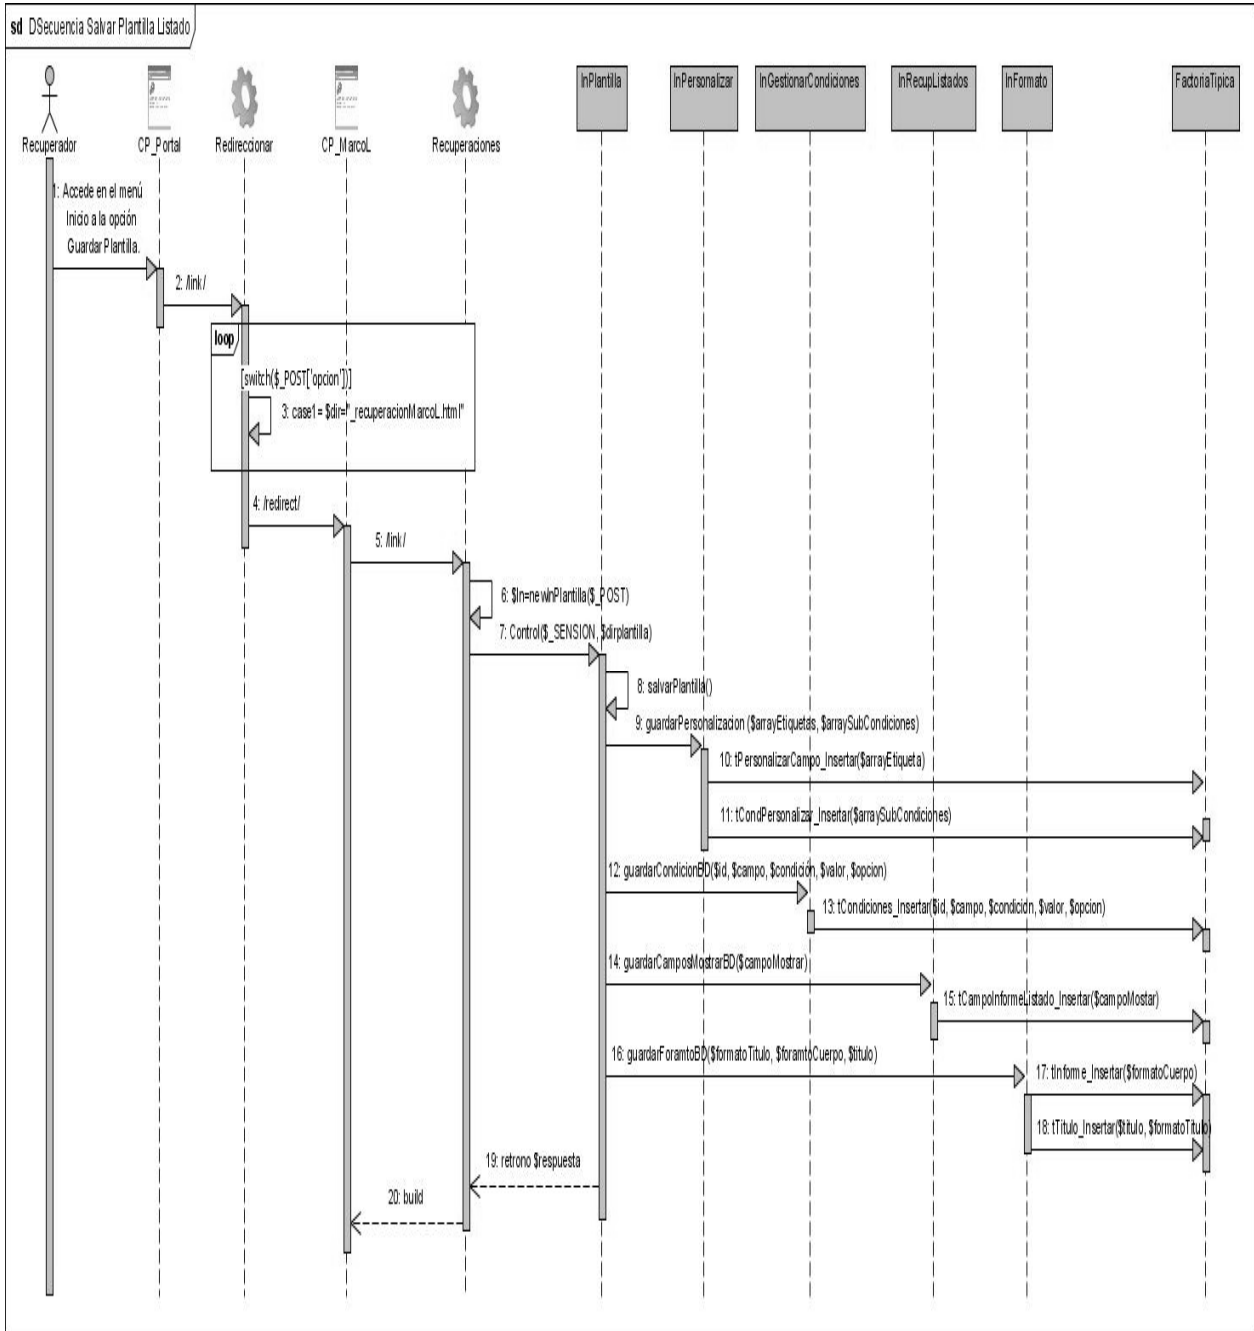 sd DSecuencia Salvar Plantilla Listado
Recuperador
CP_Portal
Redireccionar
CP_MarcoL
Recuperaciones
InPlantilla
InPersonalizar
InGestionarCondiciones
InRecupListados
InFormato
FactoriaTipica
1: Accede en el menú
Inicio a la opción
Guardar Plantilla.
2: /link/
loop
[switch($_POST['opcion'])]
3: case1 = $dir="_recuperacionMarcoL.html"
4: /redirect/
5: /link/
6: $In=newInPlantilla($_POST)
7: Control($_SENSION, $dirplantilla)
8: salvarPlantilla()
9: guardarPersonalizacion ($arrayEtiquetas, $arraySubCondiciones)
10: tPersonalizarCampo_Insertar($arrayEtiqueta)
11: tCondPersonalizar_Insertar($arraySubCondiciones)
12: guardarCondicionBD($id, $campo, $condición, $valor, $opcion)
13: tCondiciones_Insertar($id, $campo, $condición, $valor, $opcion)
14: guardarCamposMostrarBD($campoMostrar)
15: tCampoInformeListado_Insertar($campoMostar)
16: guardarForamtoBD($formatoTitulo, $foramtoCuerpo, $titulo)
17: tInforme_Insertar($formatoCuerpo)
18: tTitulo_Insertar($titulo, $formatoTitulo)
19: retrono $respuesta
20: build